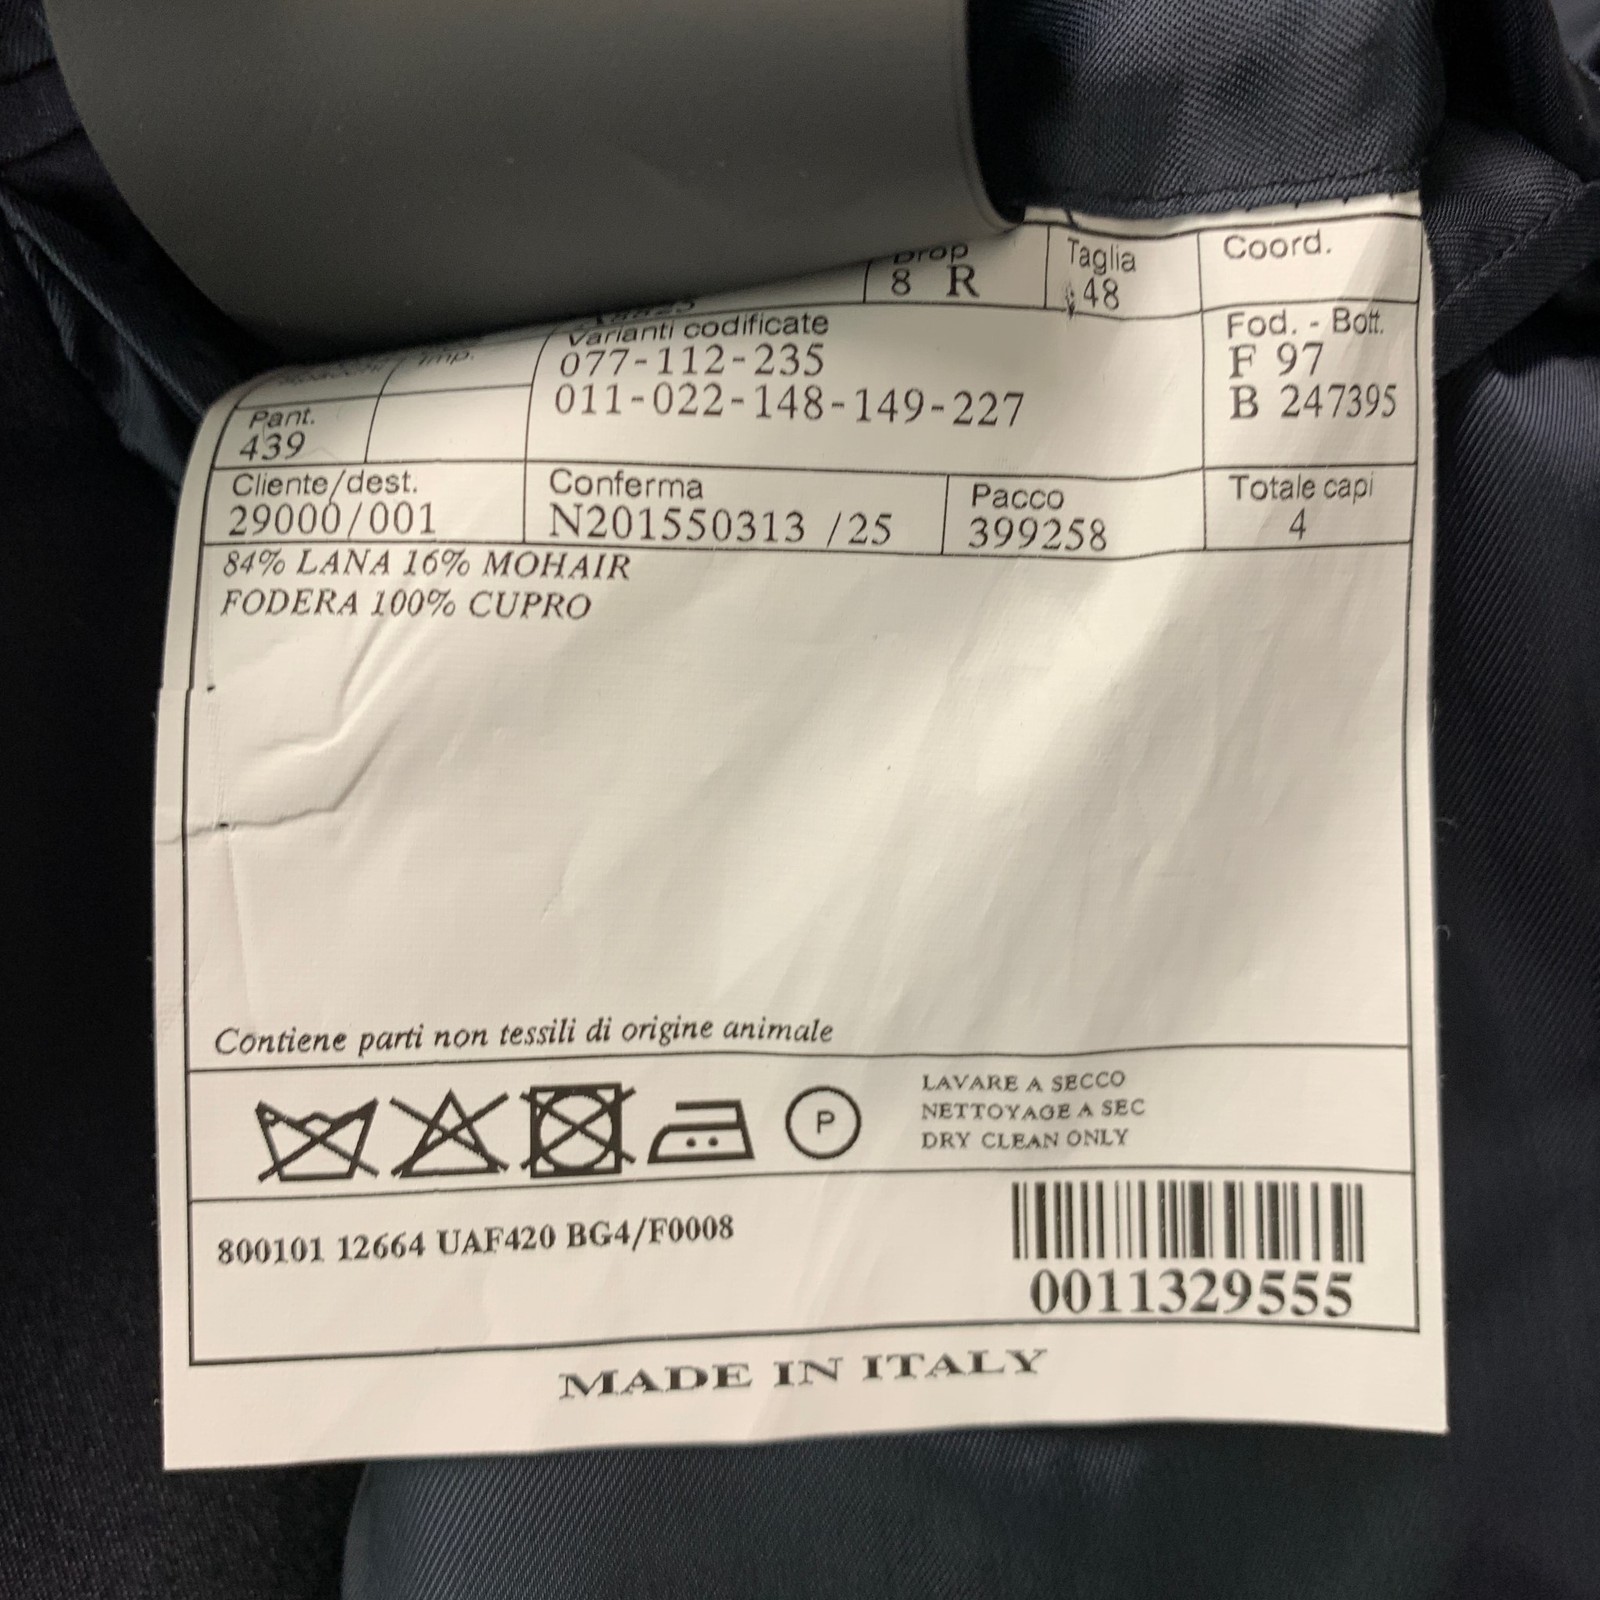 Drop
8 R
Taglia
48
Coord.
Varianti codificate
077-112-235
011-022-148-149-227
Fod. - Bott.
F 97
B 247395
imp.
Pant.
439
Cliente/dest.
29000/001
Conferma
N201550313 /25
Pacco
399258
Totale capi
4
84% LANA 16% MOHAIR
FODERA 100% CUPRO
Contiene parti non tessili di origine animale
P
LAVARE A SECCO
NETTOYAGE A SEC
DRY CLEAN ONLY
800101 12664 UAF420 BG4/F0008
0011329555
MADE IN ITALY